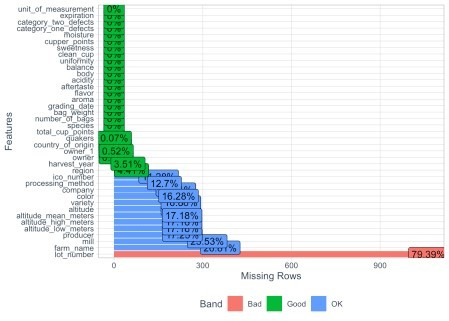 unit_of_measurement
expiration
category_two_defects
category_one_defects
moisture
cupper_points
sweetness
clean_cup
uniformity
balance
body
acidity
aftertaste
flavor
aroma
grading_date
bag_weight
number_of_bags
species
total_cup_points
quakers
country_of_origin
owner_1
owner
harvest_year
region
ico_number
processing_method
company
color
variety
altitude
altitude_mean_meters
altitude_high_meters
altitude_low_meters
producer
mill
farm_name
lot_number
Features
0%
0.07%
0.52%
3.51%
12.7%
16.28%
17.18%
23.53%
79.39%
0 300 600 900
Missing Rows
Band Bad Good OK